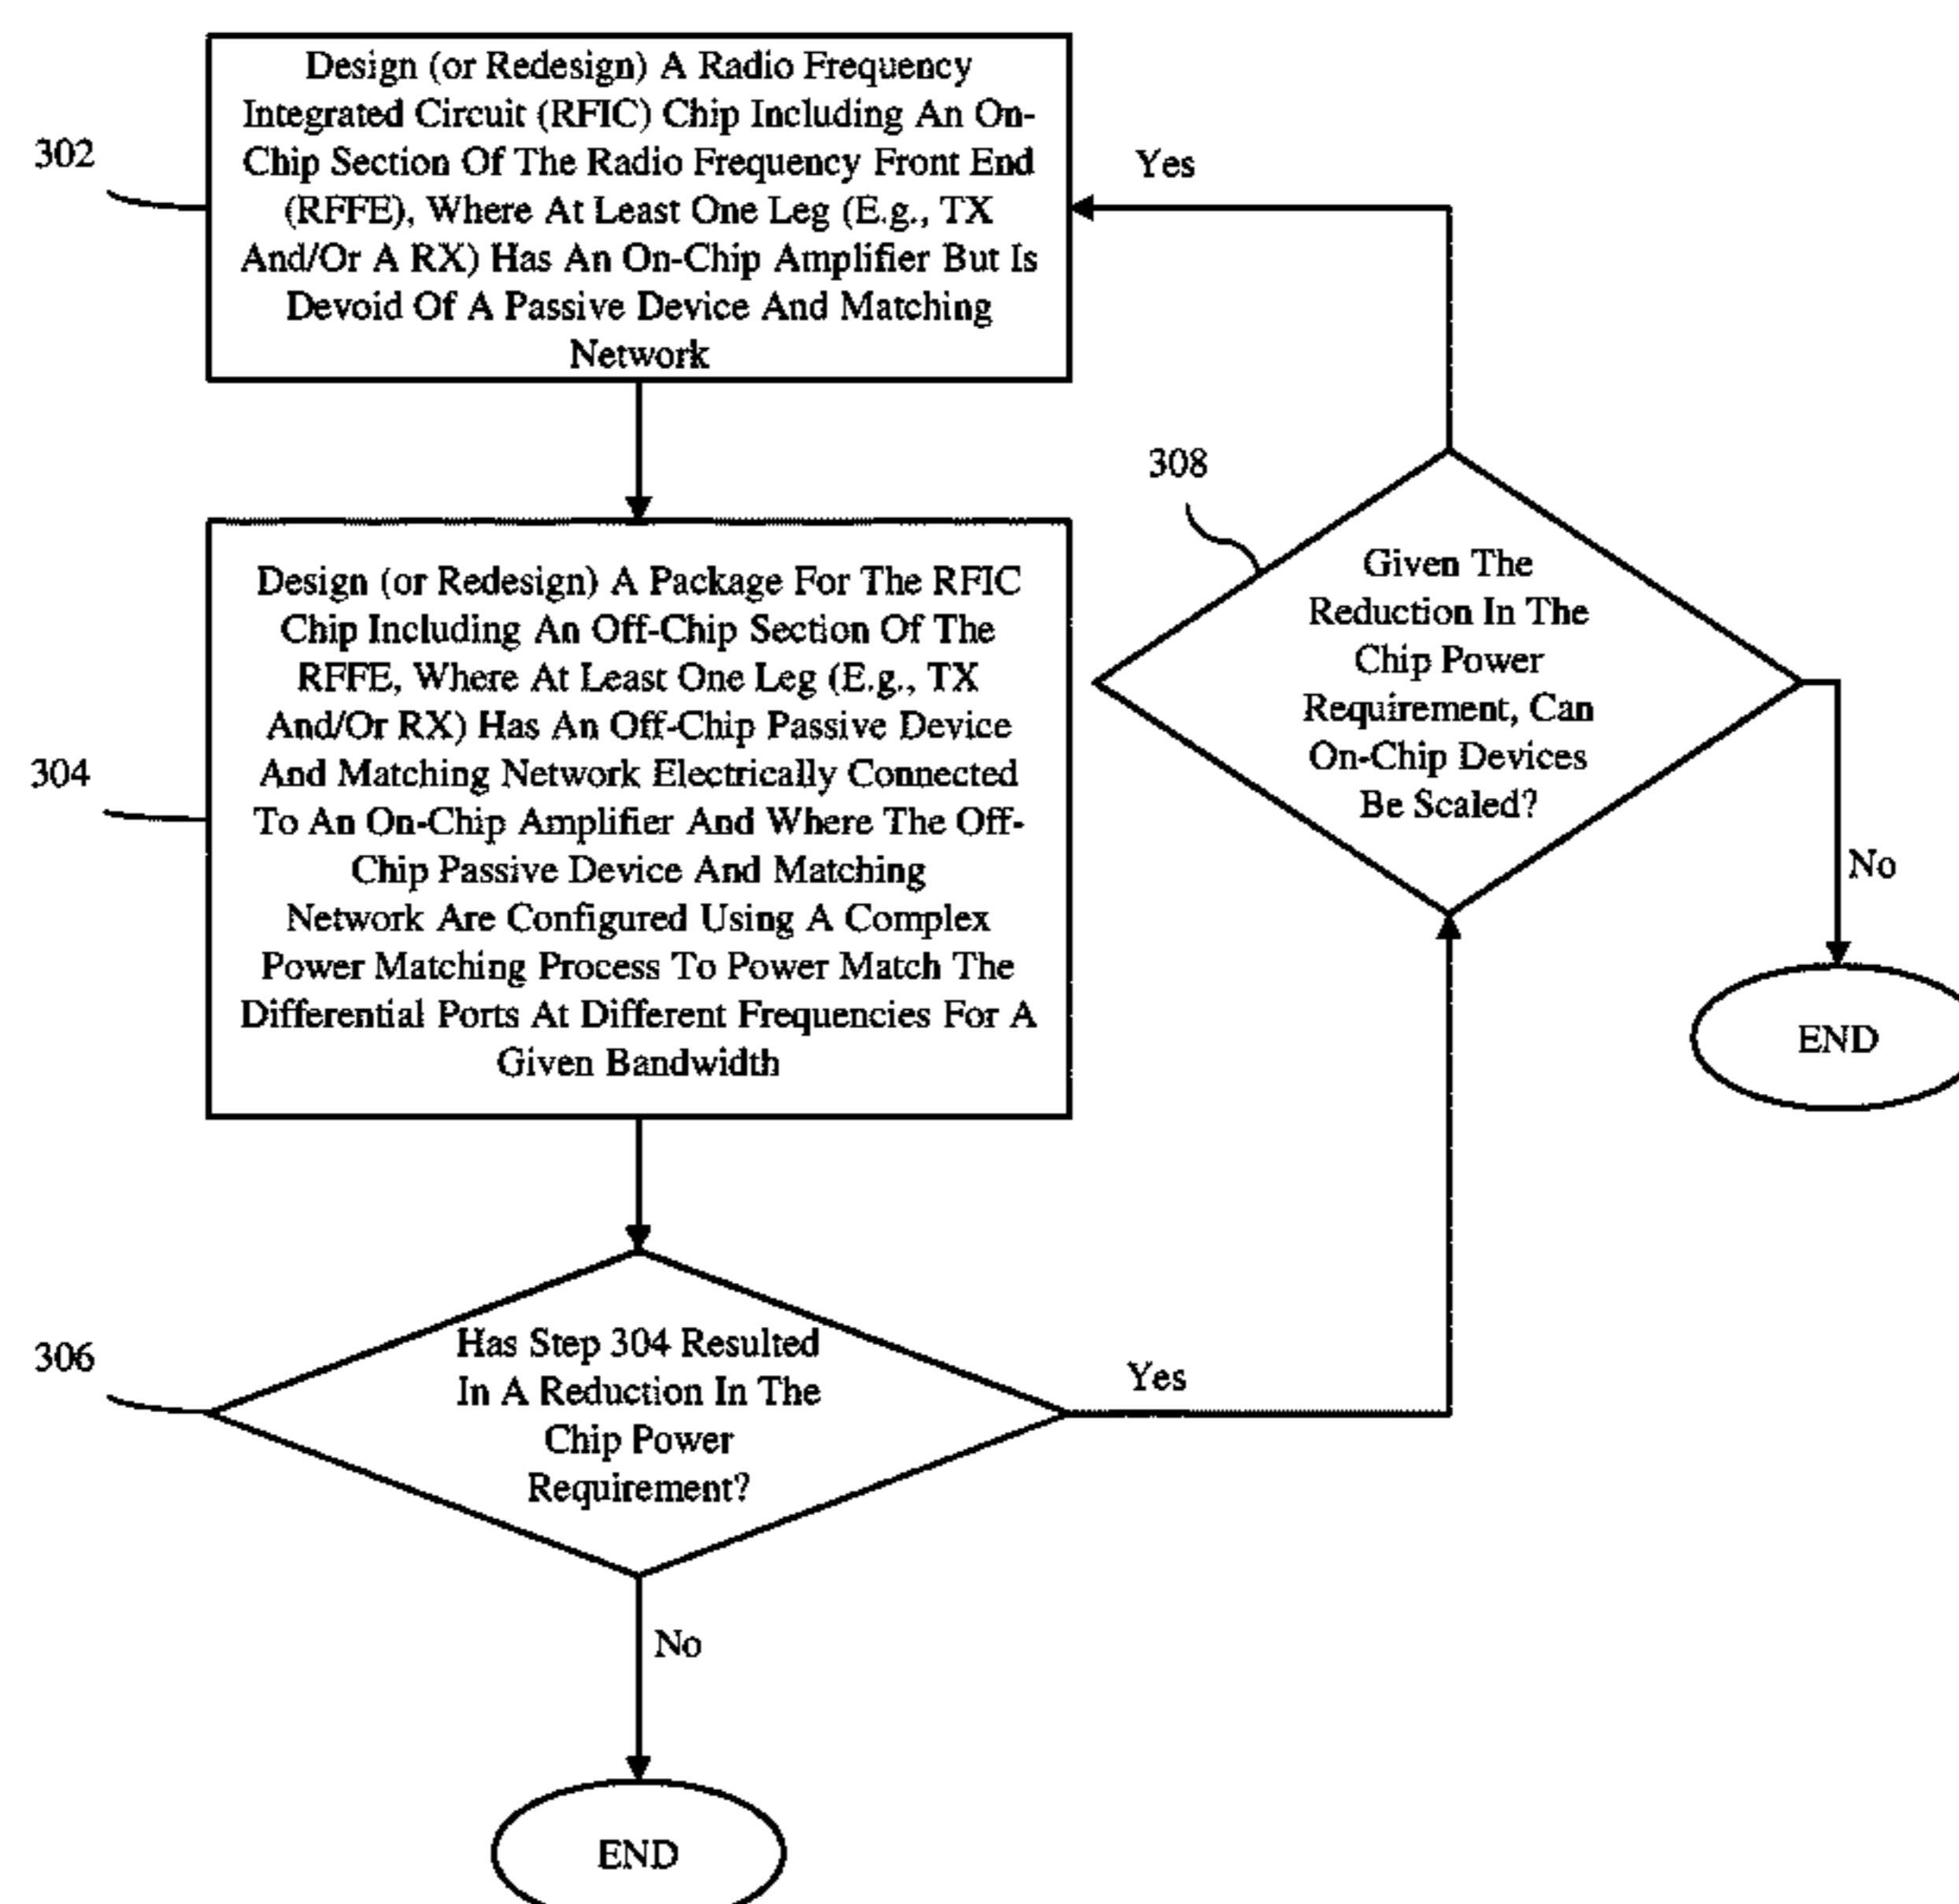 Design (or Redesign) A Radio Frequency
Integrated Circuit (RFIC) Chip Including An On-
Chip Section Of The Radio Frequency Front End
(RFFE), Where At Least One Leg (E.g., TX
And/Or A RX) Has An On-Chip Amplifier But Is
Devoid Of A Passive Device And Matching
Network
302
Yes
308
Design (or Redesign) A Package For The RFIC
Chip Including An Off-Chip Section Of The
RFFE, Where At Least One Leg (E.g., TX
And/Or RX) Has An Off-Chip Passive Device
And Matching Network Electrically Connected
To An On-Chip Amplifier And Where The Off-
Chip Passive Device And Matching
Network Are Configured Using A Complex
Power Matching Process To Power Match The
Differential Ports At Different Frequencies For A
Given Bandwidth
304
Given The
Reduction In The
Chip Power
Requirement, Can
On-Chip Devices
Be Scaled?
No
END
306
Has Step 304 Resulted
In A Reduction In The
Chip Power
Requirement?
Yes
No
END